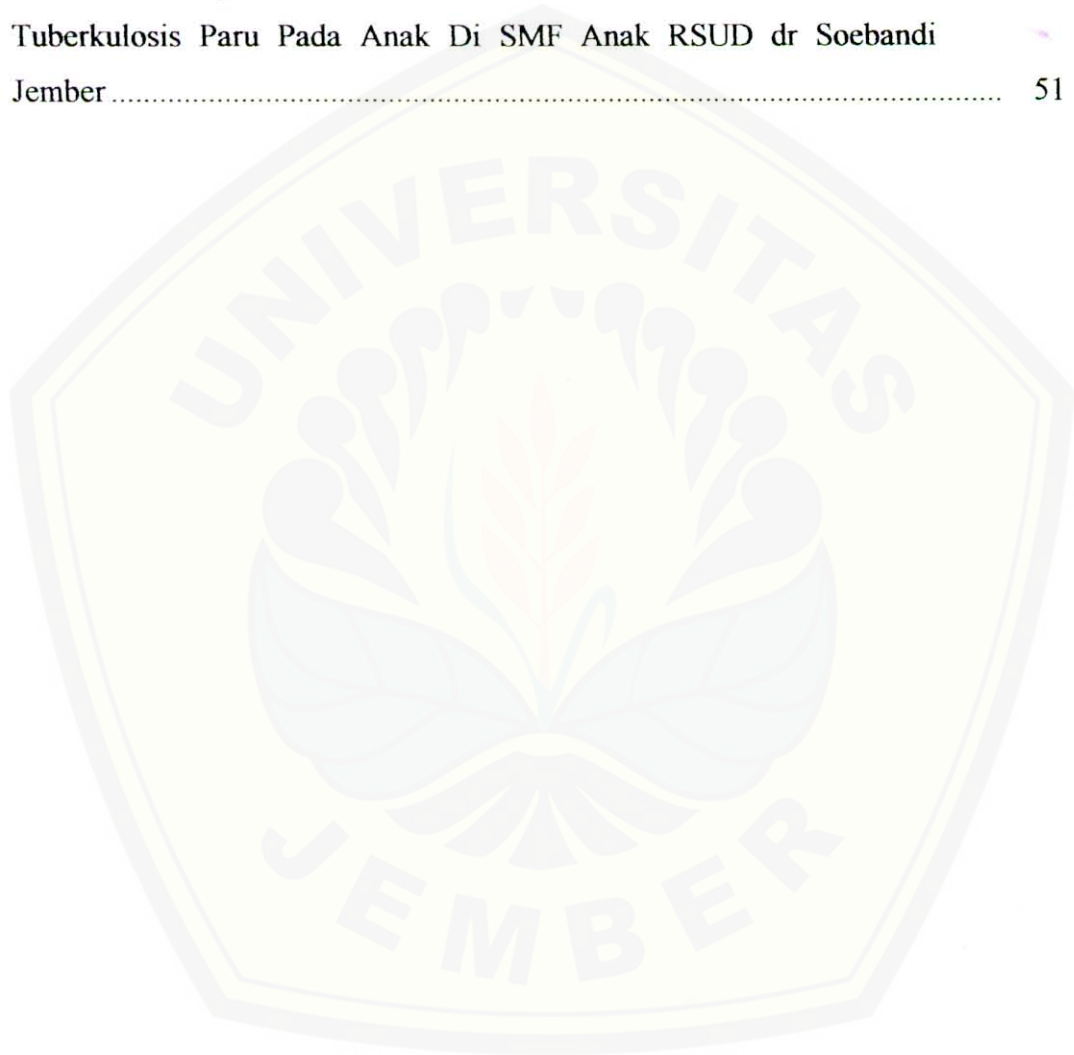 Tuberkulosis Paru Pada Anak Di SMF Anak RSUD dr Soebandi
Jember........................................................................................ 51
UNIVERSITAS
JEMBER